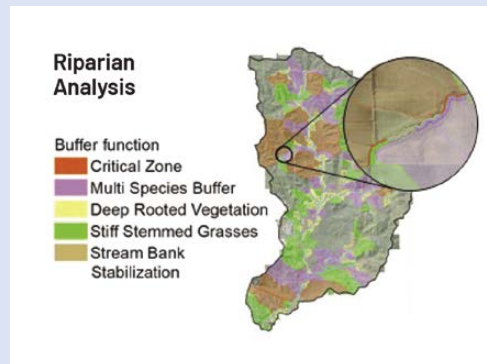 Riparian
Analysis
Buffer function
Critical Zone
Multi Species Buffer
Deep Rooted Vegetation
Stiff Stemmed Grasses
Stream Bank
Stabilization